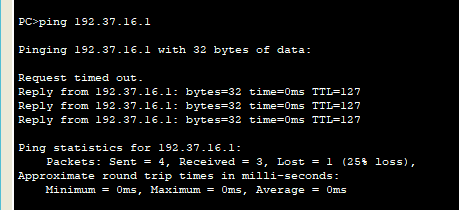 PC>ping 192.37.16.1
Pinging 192.37.16.1 with 32 bytes of data:
Request timed out.
Reply from 192.37.16.1: bytes=32 time=0ms TTL=127
Reply from 192.37.16.1: bytes=32 time=0ms TTL=127
Reply from 192.37.16.1: bytes=32 time=0ms TTL=127
Ping statistics for 192.37.16.1:
Packets: Sent = 4, Received = 3, Lost = 1 (25% loss),
Approximate round trip times in milli-seconds:
Minimum = 0ms, Maximum = 0ms, Average = 0ms